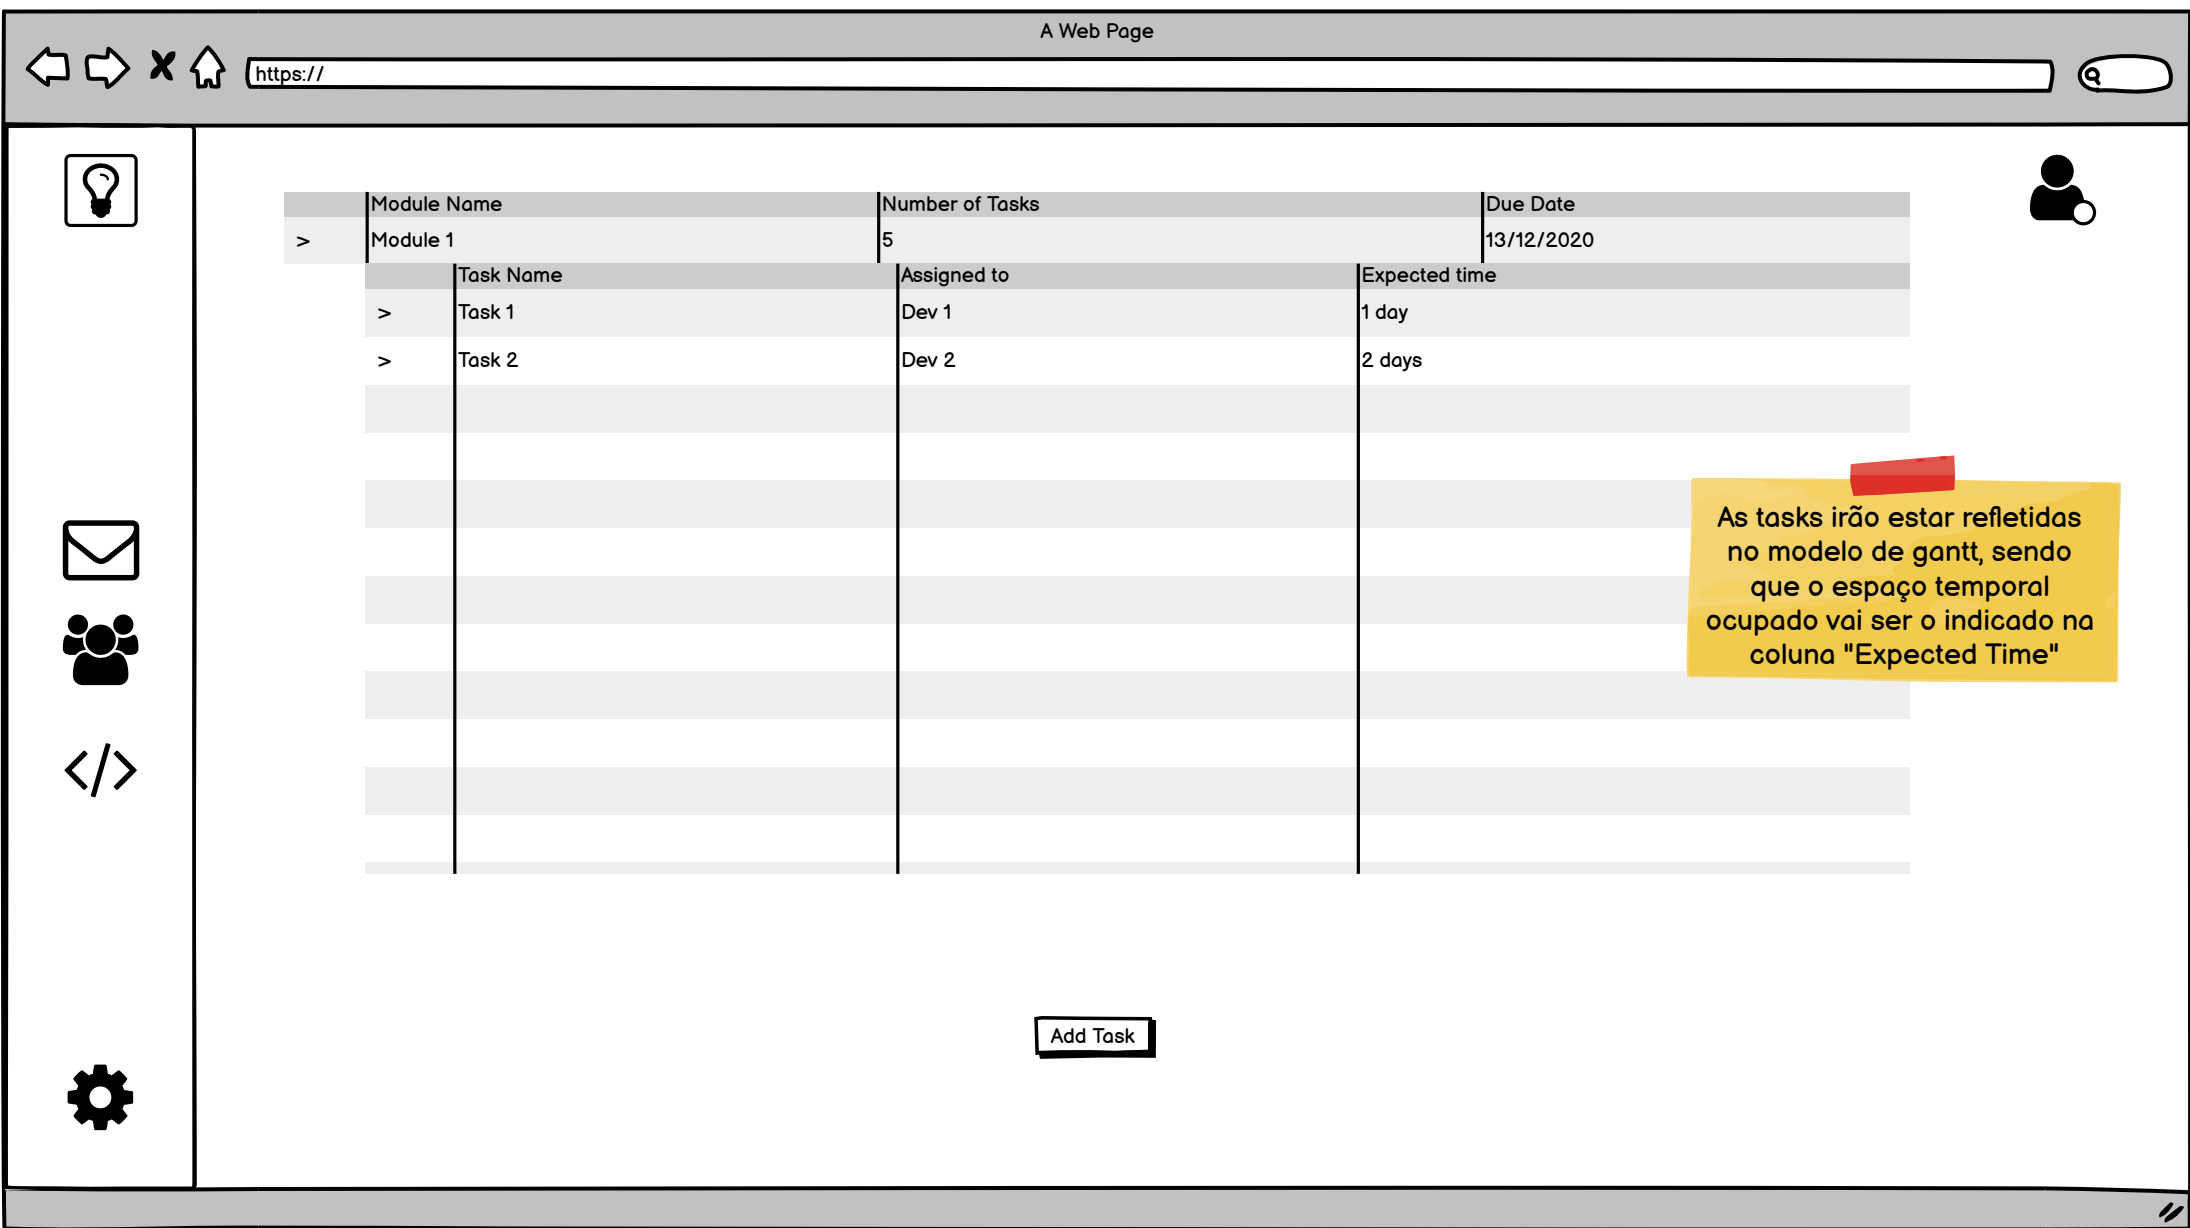 A Web Page
https://
Module Name Number of Tasks Due Date
> Module 1 5 13/12/2020
Task Name Assigned to Expected time
> Task 1 Dev 1 1 day
> Task 2 Dev 2 2 days
As tasks irão estar refletidas
no modelo de gantt, sendo
que o espaço temporal
ocupado vai ser o indicado na
coluna "Expected Time"
Add Task